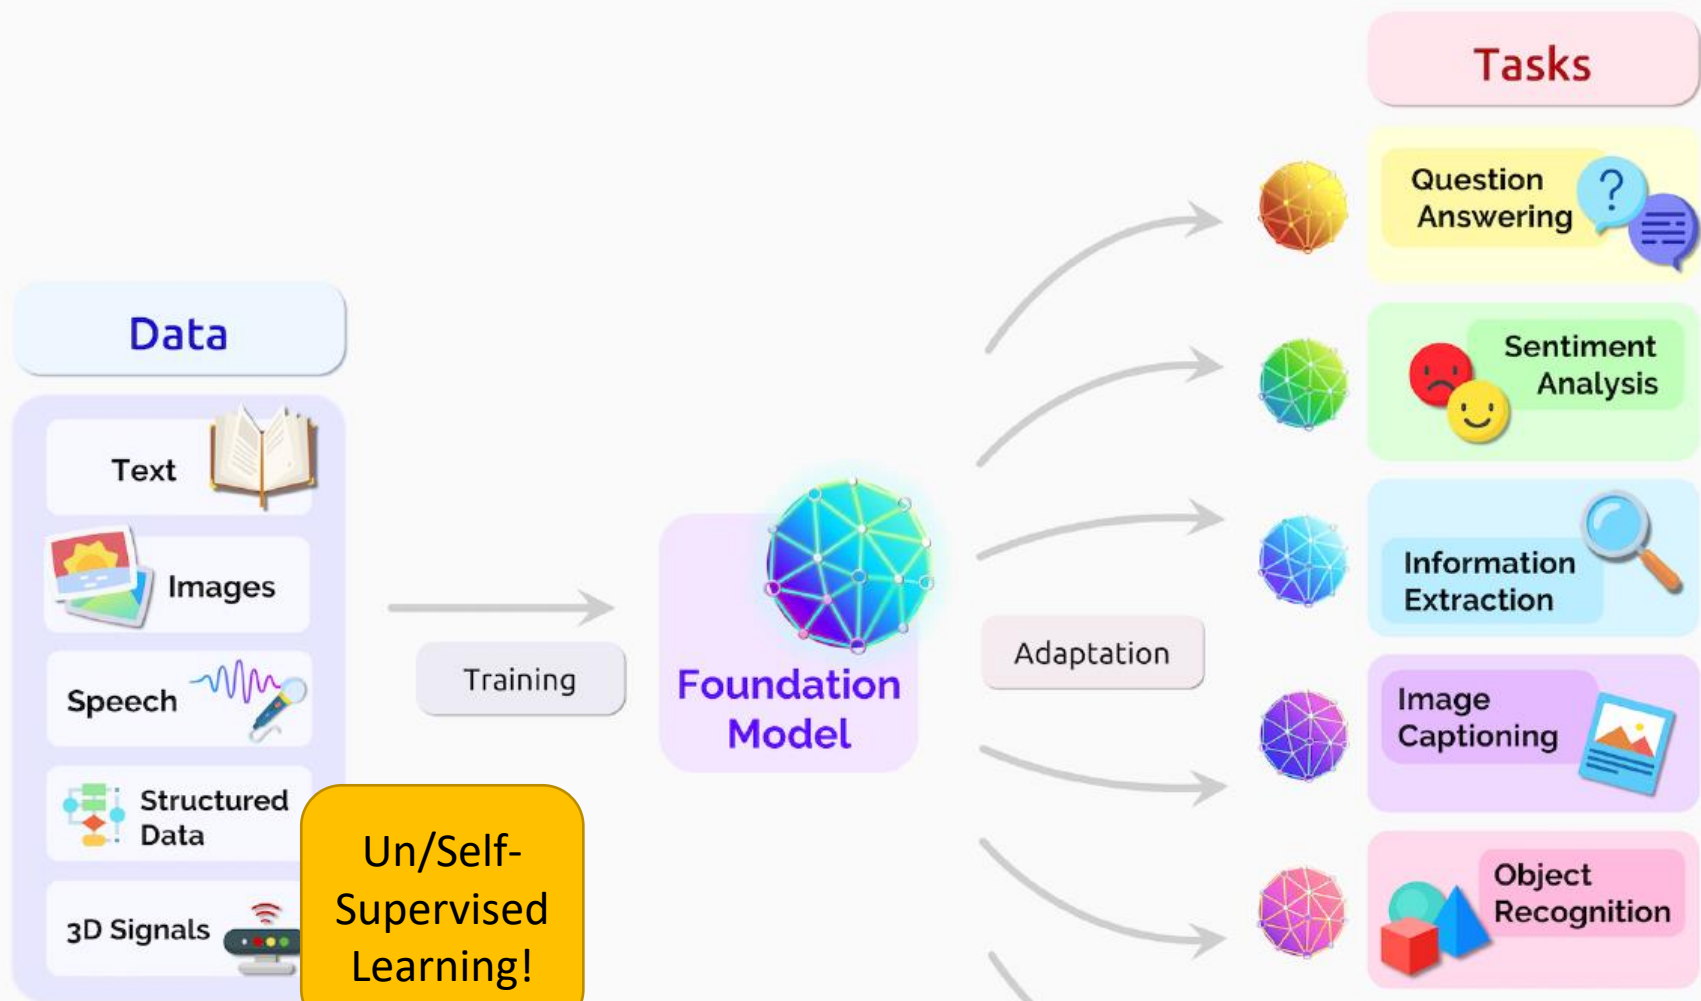 Data
Text
Images
Speech
Structured
Data
3D Signals
Un/Self-
Supervised
Learning!
Training
Foundation
Model
Adaptation
Tasks
Question
Answering
?
Sentiment
Analysis
Information
Extraction
Image
Captioning
Object
Recognition